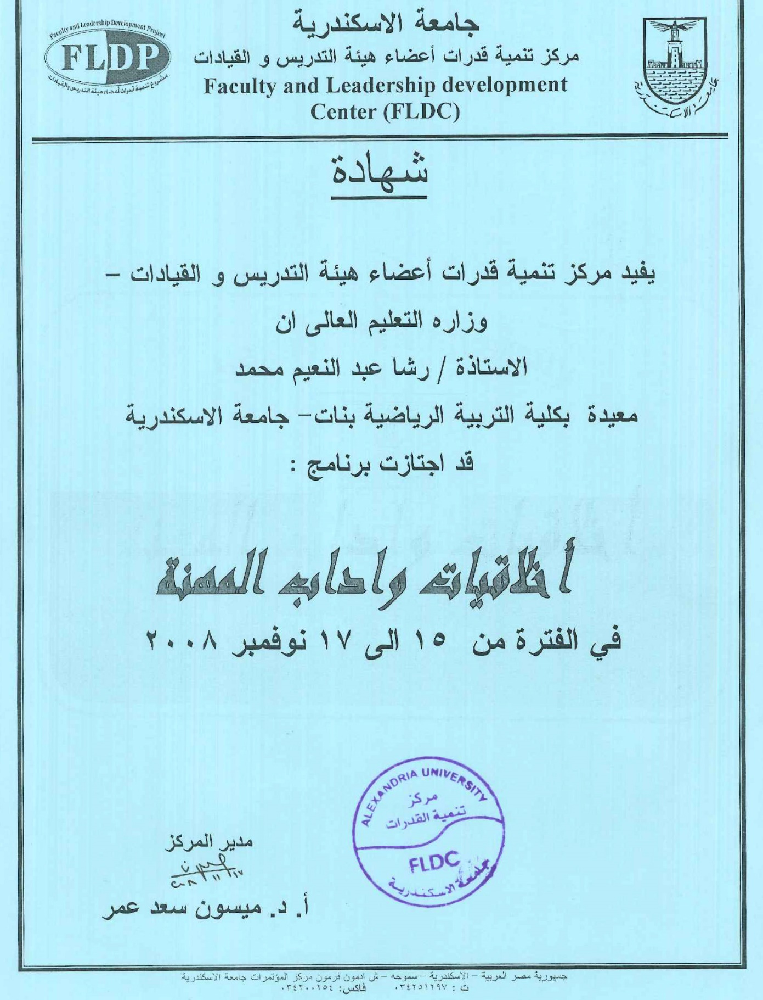 جامعة الاسكندرية
مركز تنمية قدرات أعضاء هيئة التدريس و القيادات
Faculty and Leadership development
Center (FLDC)
Faculty and Leadership Development Project
FLDP
مشروع تنمية قدرات أعضاء هيئة التدريس والقيادات
جامعة الاسكندرية
شهادة
يفيد مركز تنمية قدرات أعضاء هيئة التدريس و القيادات –
وزاره التعليم العالى ان
الاستاذة / رشا عبد النعيم محمد
معيدة بكلية التربية الرياضية بنات– جامعة الاسكندرية
قد اجتازت برنامج :
أخلاقيات واداب المهنة
في الفترة من ١٥ الى ١٧ نوفمبر ٢٠٠٨
ALEXANDRIA UNIVERSITY
مركز
تنمية القدرات
FLDC
جامعة الاسكندرية
مدير المركز
٢٠٠٨/١١/١٧
أ. د. ميسون سعد عمر
جمهورية مصر العربية – الاسكندرية – سموحه – ش ادمون فرمون مركز المؤتمرات جامعة الاسكندرية
ت : ٠٣٤٢٥١٢٩٧ فاكس: ٠٣٤٢٠٠٢٥٤